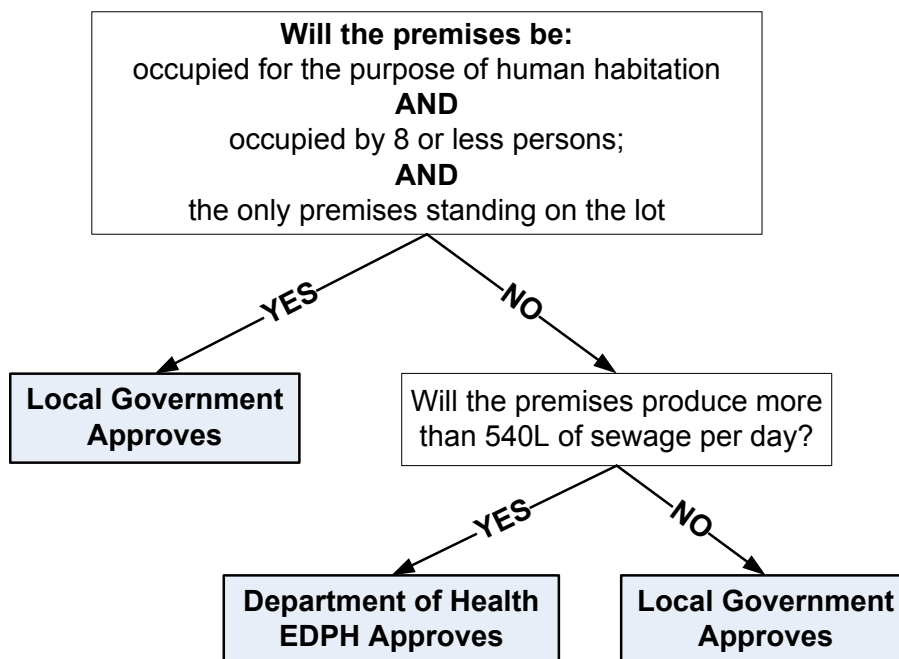 Will the premises be:
occupied for the purpose of human habitation
AND
occupied by 8 or less persons;
AND
the only premises standing on the lot
YES
NO
Local Government
Approves
Will the premises produce more
than 540L of sewage per day?
YES
NO
Department of Health
EDPH Approves
Local Government
Approves